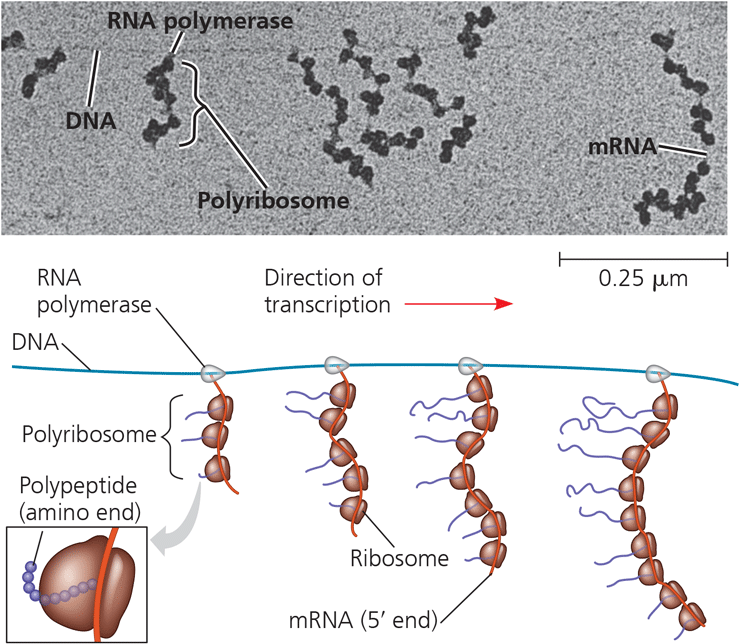 RNA polymerase
DNA
mRNA
Polyribosome
0.25 μm
RNA
polymerase
Direction of
transcription
DNA
Polyribosome
Polypeptide
(amino end)
Ribosome
mRNA (5′ end)